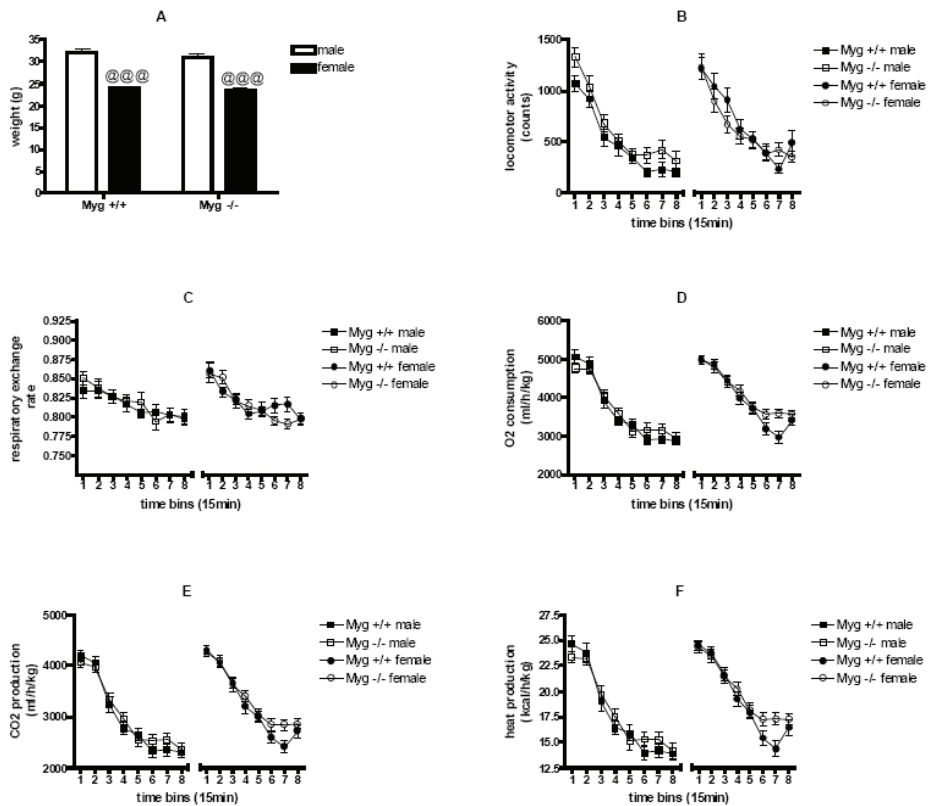 A
35
30
25
20
15
10
5
0
weight (g)
@@@
@@@
Myg +/+
Myg -/-
male
female
B
1500
1000
500
0
locomotor activity
(counts)
1 2 3 4 5 6 7 8
1 2 3 4 5 6 7 8
time bins (15min)
Myg +/+ male
Myg -/- male
Myg +/+ female
Myg -/- female
C
0.925
0.900
0.875
0.850
0.825
0.800
0.775
0.750
respiratory exchange
rate
1 2 3 4 5 6 7 8
1 2 3 4 5 6 7 8
time bins (15min)
Myg +/+ male
Myg -/- male
Myg +/+ female
Myg -/- female
D
6000
5000
4000
3000
2000
O2 consumption
(ml/h/kg)
1 2 3 4 5 6 7 8
1 2 3 4 5 6 7 8
time bins (15min)
Myg +/+ male
Myg -/- male
Myg +/+ female
Myg -/- female
E
5000
4000
3000
2000
CO2 production
(ml/h/kg)
1 2 3 4 5 6 7 8
1 2 3 4 5 6 7 8
time bins (15min)
Myg +/+ male
Myg -/- male
Myg +/+ female
Myg -/- female
F
27.5
25.0
22.5
20.0
17.5
15.0
12.5
heat production
(kcal/h/kg)
1 2 3 4 5 6 7 8
1 2 3 4 5 6 7 8
time bins (15min)
Myg +/+ male
Myg -/- male
Myg +/+ female
Myg -/- female